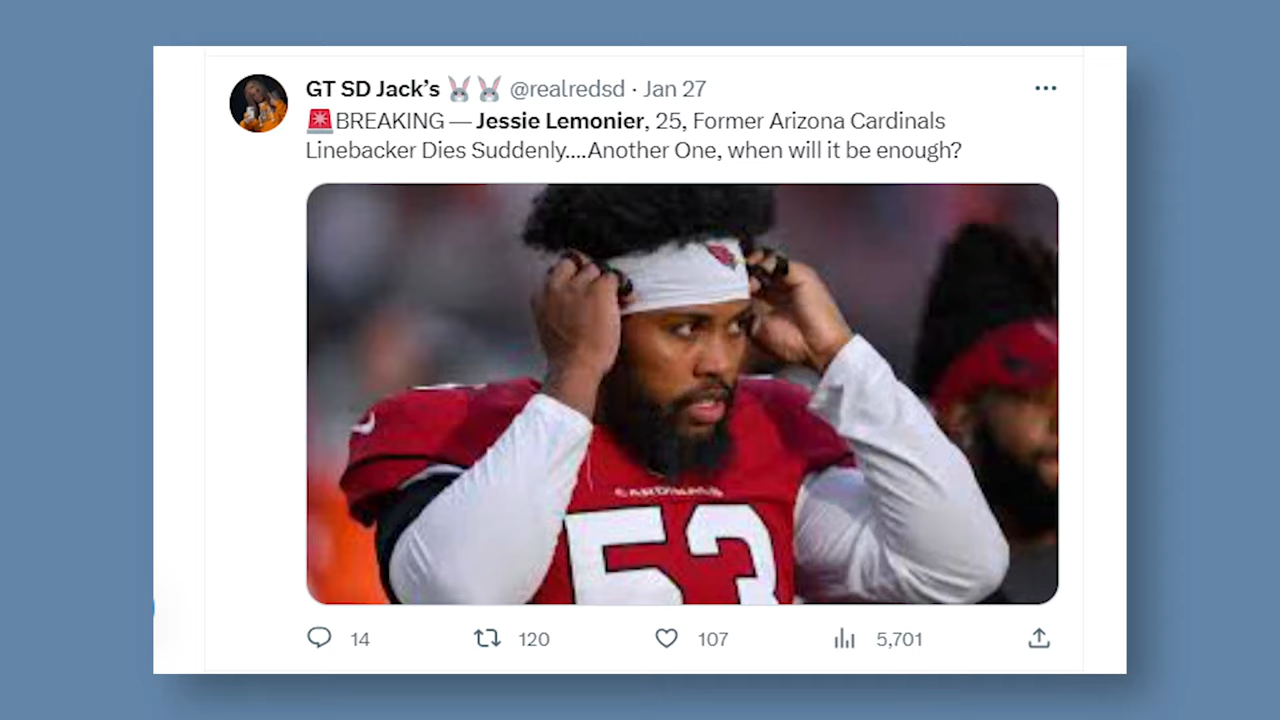 GT SD Jack's 🐰 🐰 @realredsd · Jan 27
🚨BREAKING — Jessie Lemonier, 25, Former Arizona Cardinals
Linebacker Dies Suddenly....Another One, when will it be enough?
CARDINALS
53
14 120 107 5,701